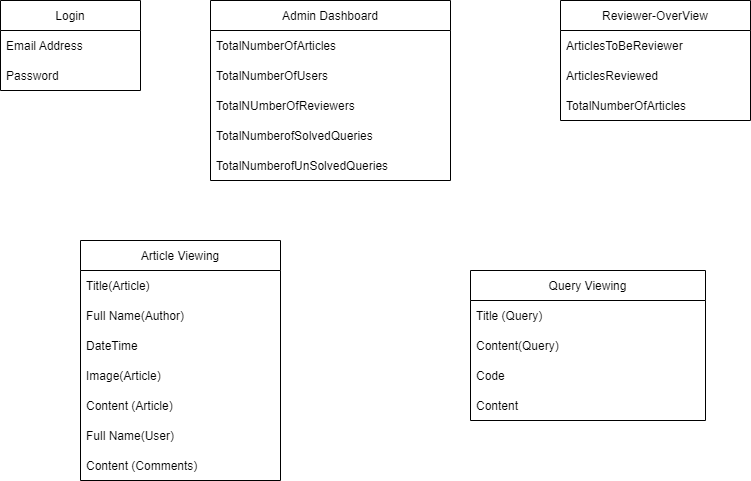 Login
Email Address
Password
Admin Dashboard
TotalNumberOfArticles
TotalNumberOfUsers
TotalNUmberOfReviewers
TotalNumberofSolvedQueries
TotalNumberofUnSolvedQueries
Reviewer-OverView
ArticlesToBeReviewer
ArticlesReviewed
TotalNumberOfArticles
Article Viewing
Title(Article)
Full Name(Author)
DateTime
Image(Article)
Content (Article)
Full Name(User)
Content (Comments)
Query Viewing
Title (Query)
Content(Query)
Code
Content